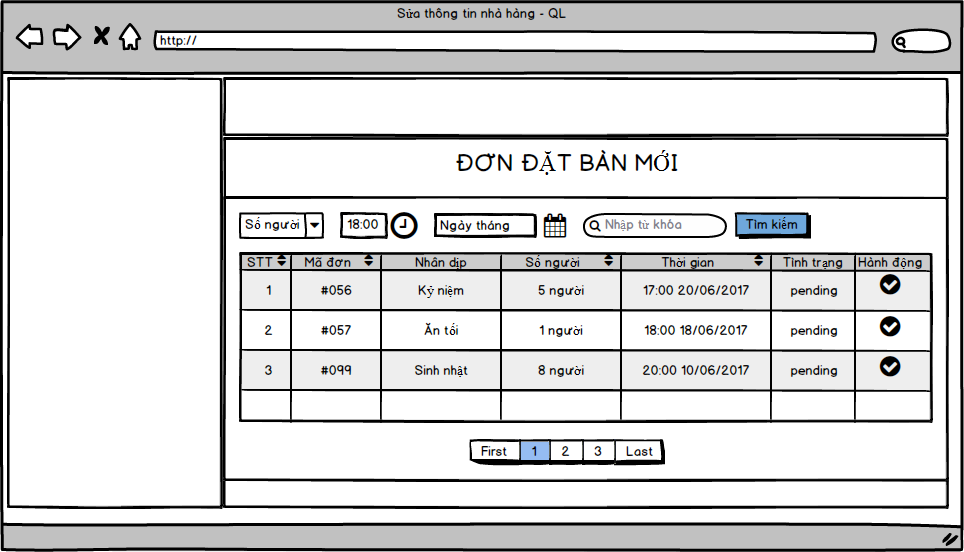 Sửa thông tin nhà hàng - QL
http://
ĐƠN ĐẶT BÀN MỚI
Số người 18:00 Ngày tháng Nhập từ khóa Tìm kiếm
STT Mã đơn Nhân dịp Số người Thời gian Tình trạng Hành động
1 #056 Kỷ niệm 5 người 17:00 20/06/2017 pending
2 #057 Ăn tối 1 người 18:00 18/06/2017 pending
3 #099 Sinh nhật 8 người 20:00 10/06/2017 pending
First 1 2 3 Last